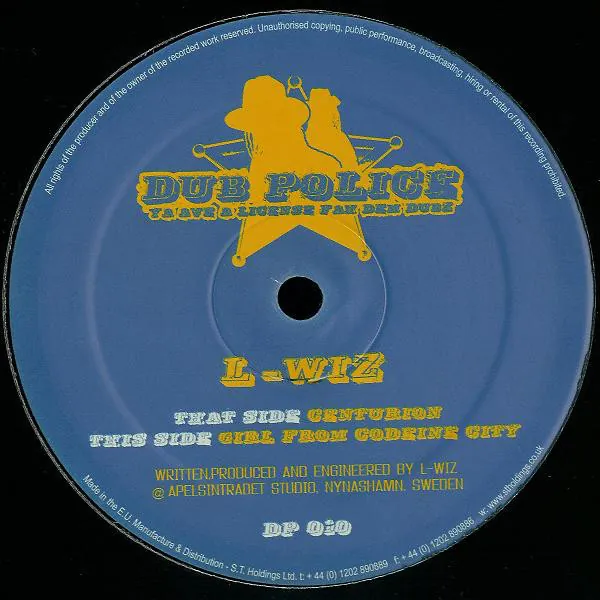 All rights of the producer and of the owner of the recorded work reserved. Unauthorised copying, public performance, broadcasting, hiring or rental of this recording prohibited.
DUB POLICE
YA AVE A LICENSE FAH DEM DUBZ
L-WIZ
THAT SIDE CENTURION
THIS SIDE GIRL FROM CODEINE CITY
WRITTEN,PRODUCED AND ENGINEERED BY L-WIZ.
@ APELSINTRADET STUDIO, NYNASHAMN. SWEDEN
DP 010
Made in the E.U. Manufacture & Distribution - S.T. Holdings Ltd. t: + 44 (0) 1202 890889 f: + 44 (0) 1202 890886 w: www.stholdings.co.uk